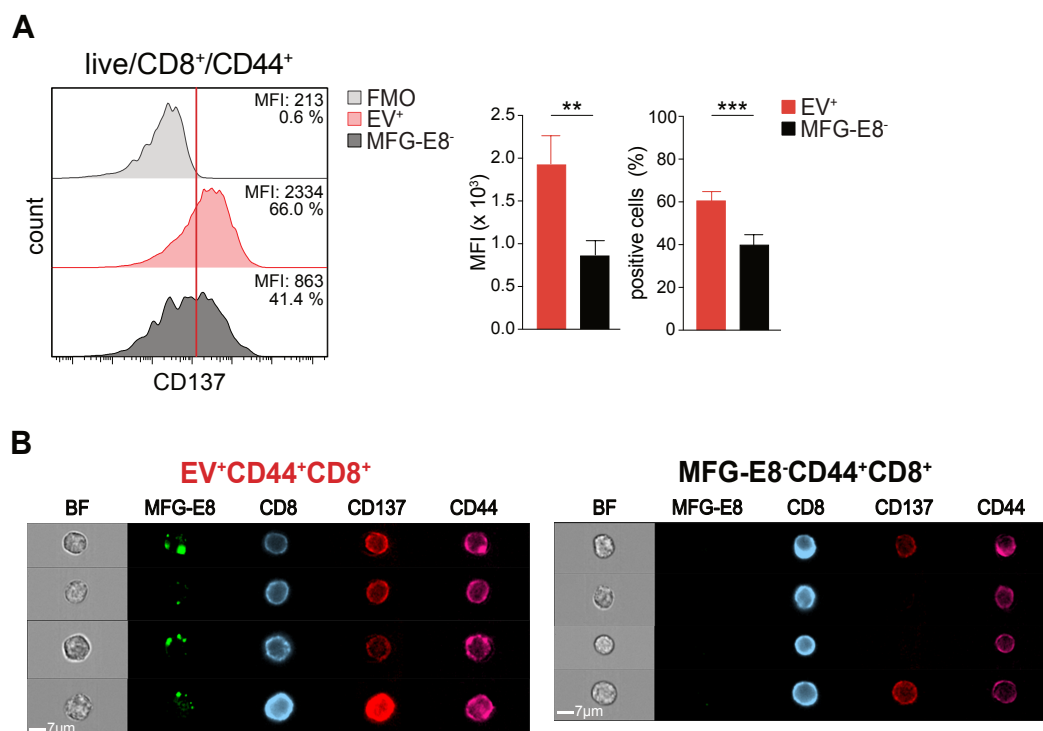 A
live/CD8⁺/CD44⁺
MFI: 213
0.6 %
MFI: 2334
66.0 %
MFI: 863
41.4 %
count
CD137
FMO
EV⁺
MFG-E8⁻
**
2.5
2.0
1.5
1.0
0.5
0.0
MFI (x 10³)
***
100
80
60
40
20
0
positive cells (%)
EV⁺
MFG-E8⁻
B
EV⁺CD44⁺CD8⁺
BF MFG-E8 CD8 CD137 CD44
7µm
MFG-E8⁻CD44⁺CD8⁺
BF MFG-E8 CD8 CD137 CD44
7µm